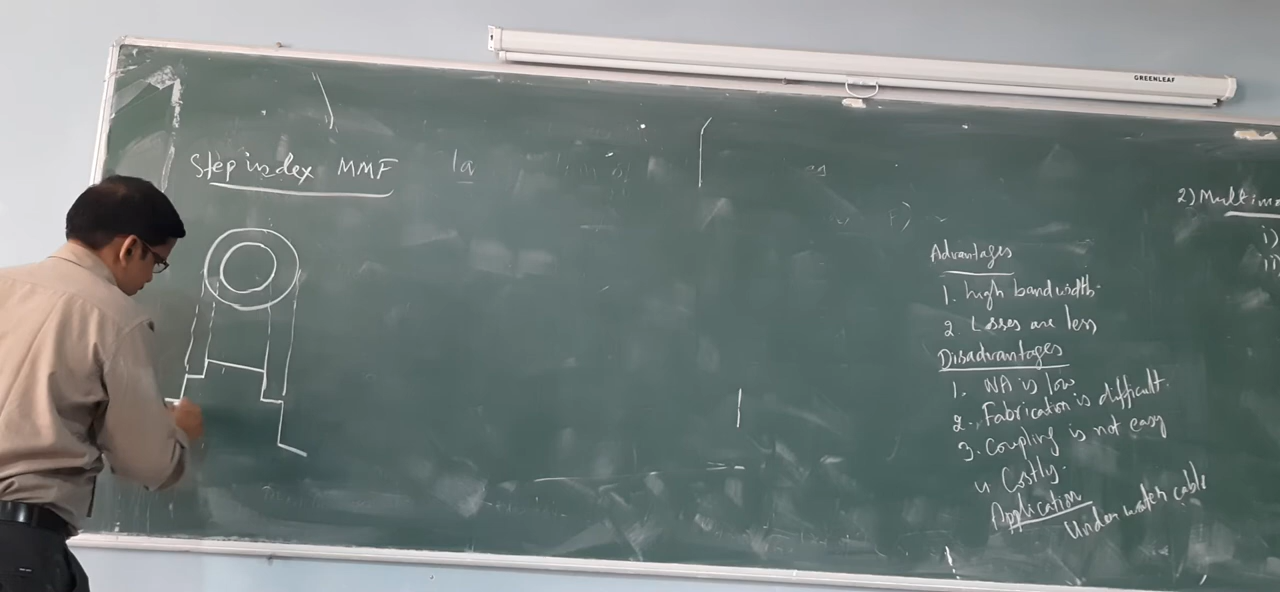 GREENLEAF
Step index MMF
Advantages
1. high bandwidth
2. Losses are less
Disadvantages
1. NA is low
2. Fabrication is difficult.
3. Coupling is not easy
4 Costly.
Application
Under water cable
2) Multim
i)
ii)